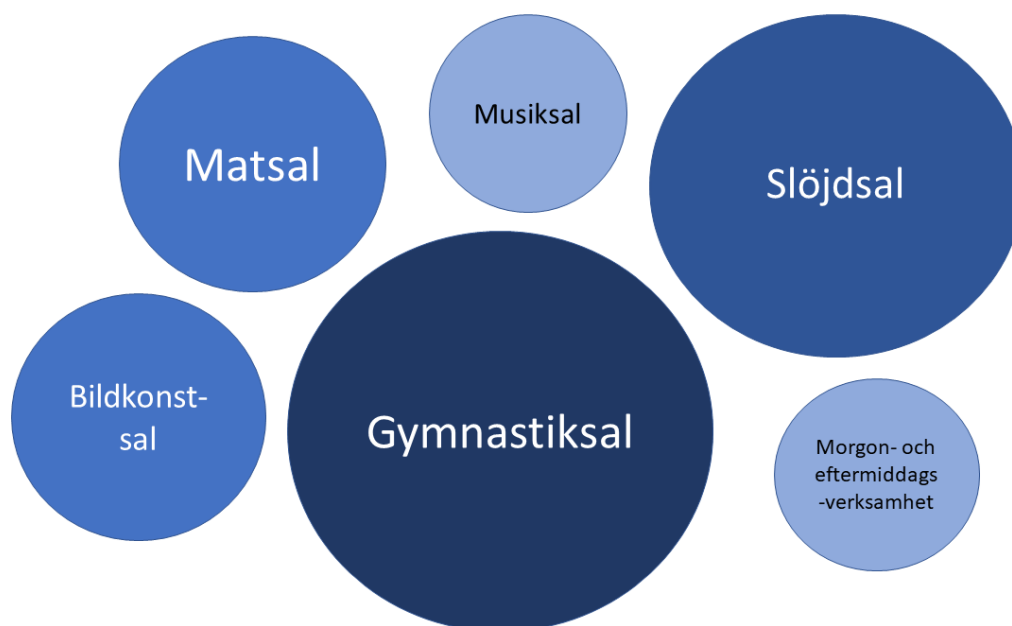 Musiksal
Matsal
Slöjdsal
Bildkonst-
sal
Gymnastiksal
Morgon- och
eftermiddags
-verksamhet